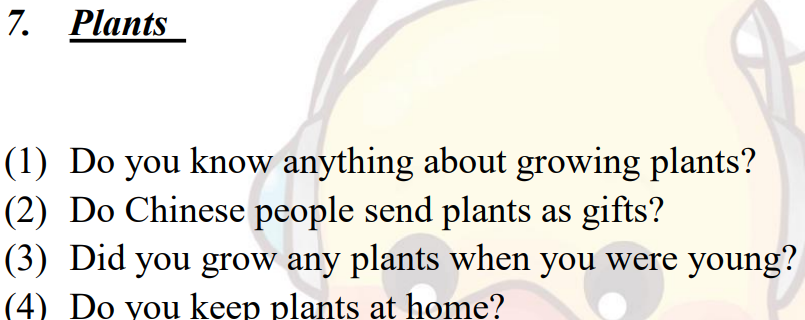 7. Plants
(1) Do you know anything about growing plants?
(2) Do Chinese people send plants as gifts?
(3) Did you grow any plants when you were young?
(4) Do you keep plants at home?